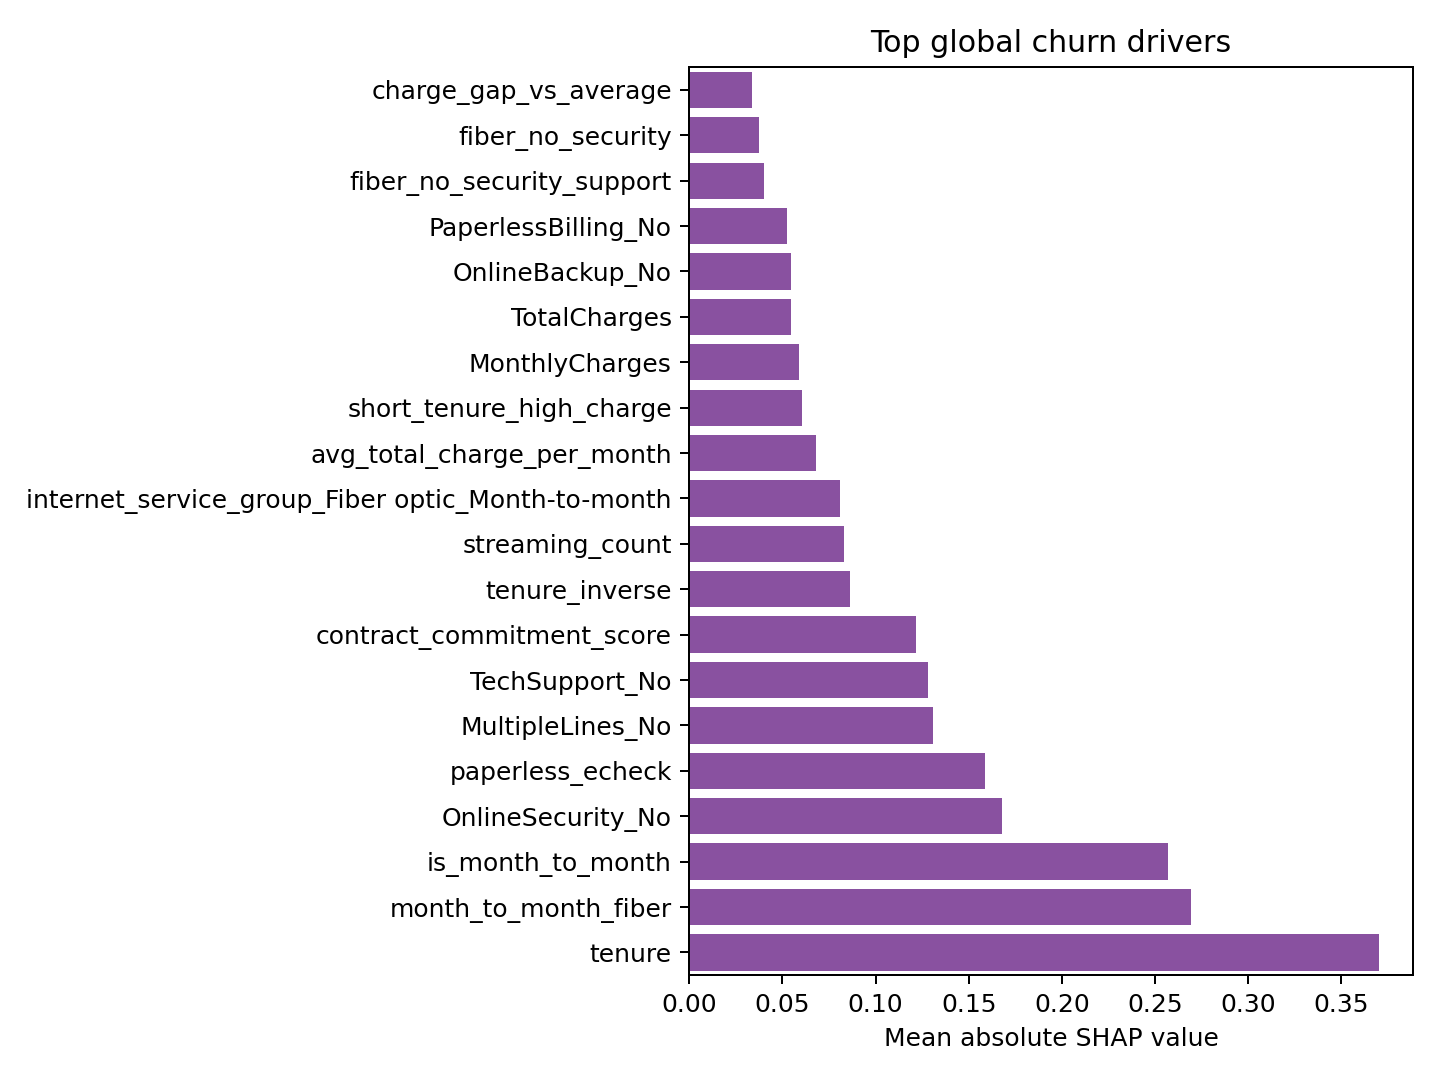 Top global churn drivers
charge_gap_vs_average
fiber_no_security
fiber_no_security_support
PaperlessBilling_No
OnlineBackup_No
TotalCharges
MonthlyCharges
short_tenure_high_charge
avg_total_charge_per_month
internet_service_group_Fiber optic_Month-to-month
streaming_count
tenure_inverse
contract_commitment_score
TechSupport_No
MultipleLines_No
paperless_echeck
OnlineSecurity_No
is_month_to_month
month_to_month_fiber
tenure
0.00 0.05 0.10 0.15 0.20 0.25 0.30 0.35
Mean absolute SHAP value